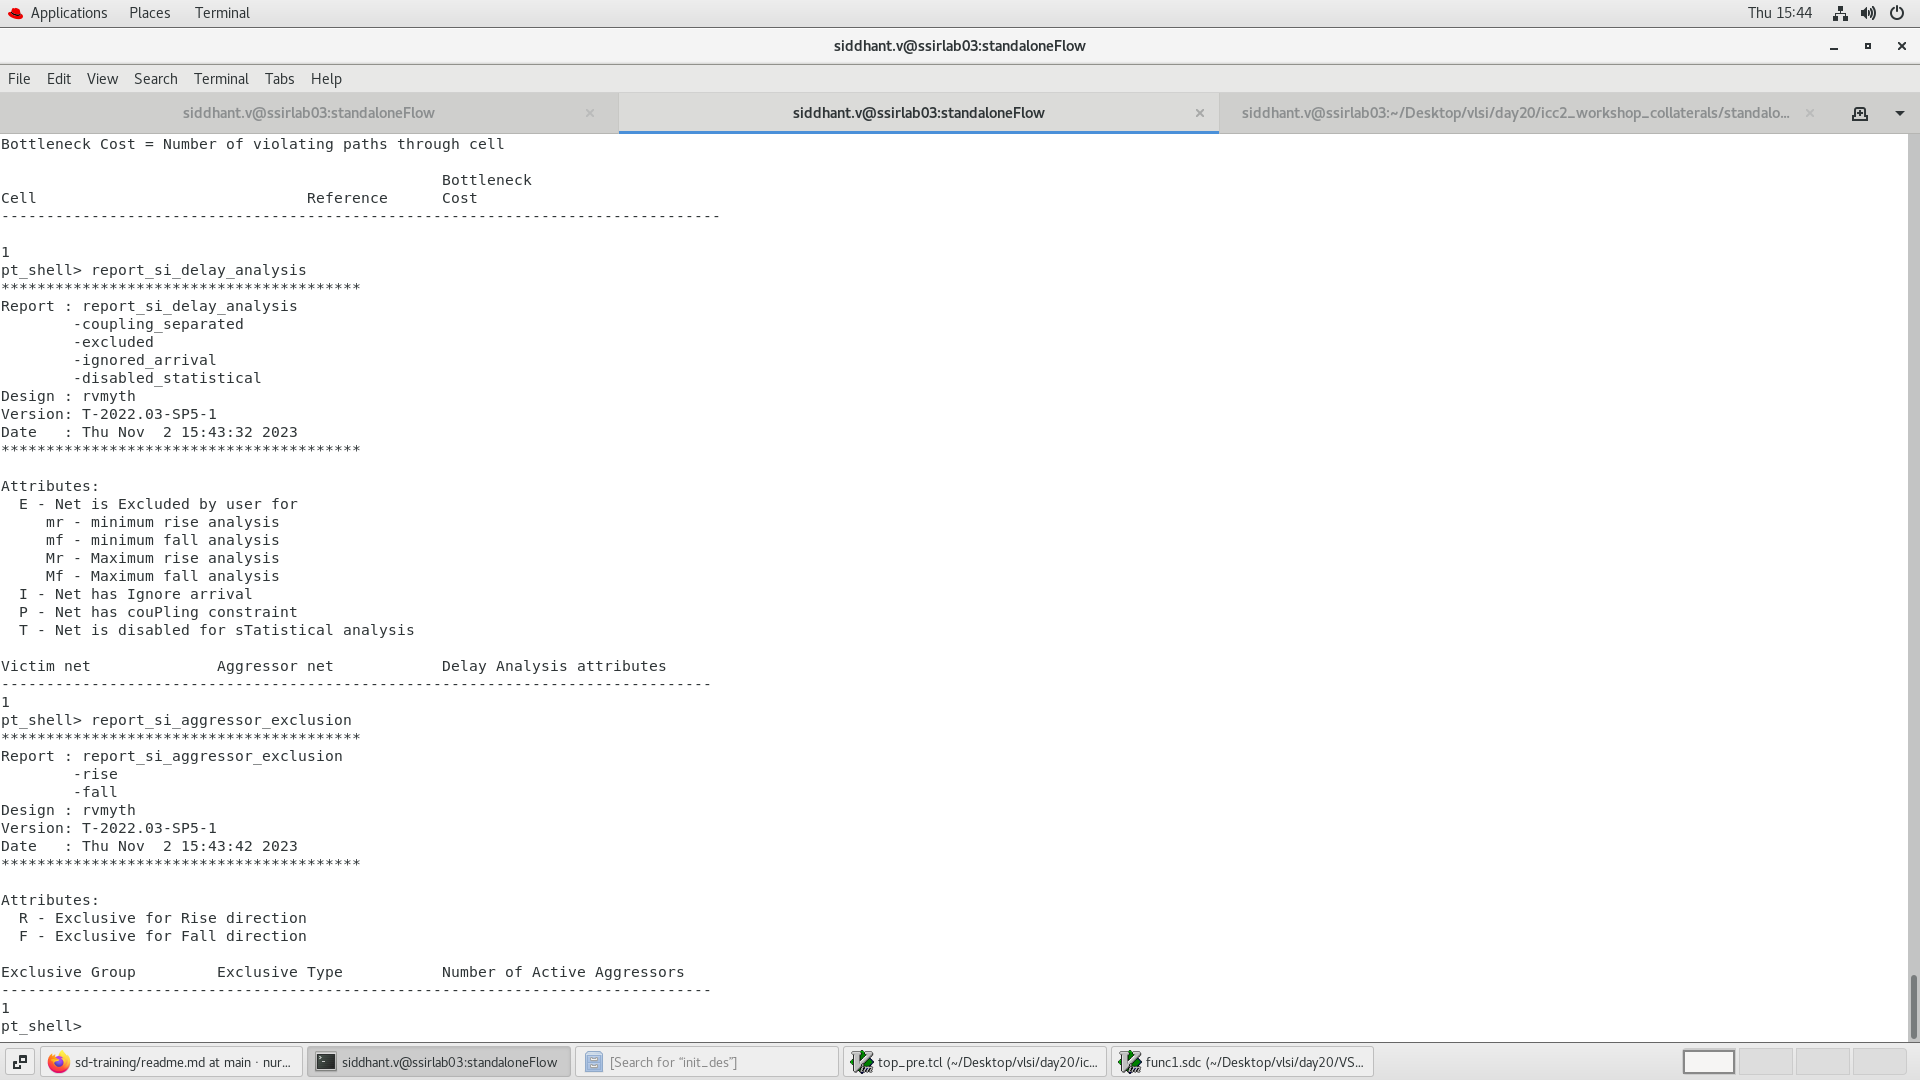 Applications Places Terminal Thu 15:44
siddhant.v@ssirlab03:standaloneFlow
File Edit View Search Terminal Tabs Help
siddhant.v@ssirlab03:standaloneFlow × siddhant.v@ssirlab03:standaloneFlow × siddhant.v@ssirlab03:~/Desktop/vlsi/day20/icc2_workshop_collaterals/standalo... ×
Bottleneck Cost = Number of violating paths through cell
Bottleneck
Cell Reference Cost
--------------------------------------------------------------------------------
1
pt_shell> report_si_delay_analysis
****************************************
Report : report_si_delay_analysis
-coupling_separated
-excluded
-ignored_arrival
-disabled_statistical
Design : rvmyth
Version: T-2022.03-SP5-1
Date   : Thu Nov  2 15:43:32 2023
****************************************
Attributes:
E - Net is Excluded by user for
mr - minimum rise analysis
mf - minimum fall analysis
Mr - Maximum rise analysis
Mf - Maximum fall analysis
I - Net has Ignore arrival
P - Net has couPling constraint
T - Net is disabled for sTatistical analysis
Victim net Aggressor net Delay Analysis attributes
-------------------------------------------------------------------------------
1
pt_shell> report_si_aggressor_exclusion
****************************************
Report : report_si_aggressor_exclusion
-rise
-fall
Design : rvmyth
Version: T-2022.03-SP5-1
Date   : Thu Nov  2 15:43:42 2023
****************************************
Attributes:
R - Exclusive for Rise direction
F - Exclusive for Fall direction
Exclusive Group Exclusive Type Number of Active Aggressors
-------------------------------------------------------------------------------
1
pt_shell>
sd-training/readme.md at main · nur... siddhant.v@ssirlab03:standaloneFlow [Search for “init_des”] top_pre.tcl (~/Desktop/vlsi/day20/ic... func1.sdc (~/Desktop/vlsi/day20/VS...